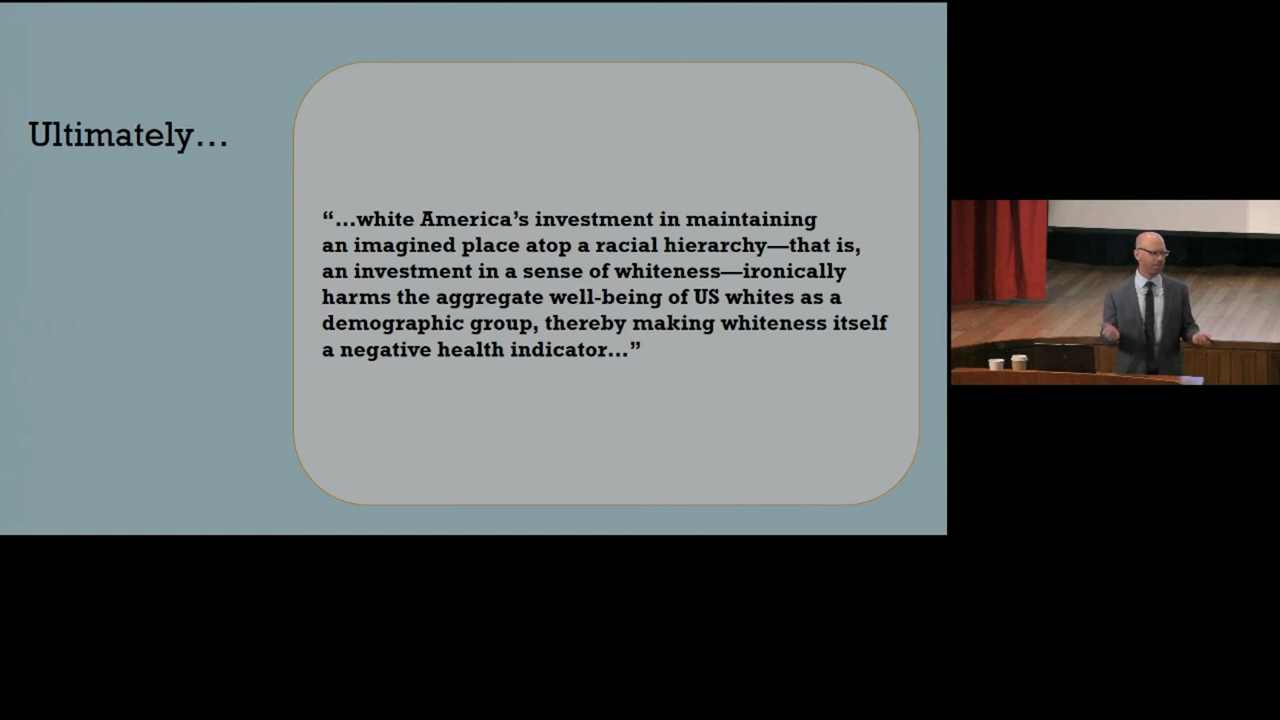 Ultimately…
“…white America’s investment in maintaining
an imagined place atop a racial hierarchy—that is,
an investment in a sense of whiteness—ironically
harms the aggregate well-being of US whites as a
demographic group, thereby making whiteness itself
a negative health indicator…”